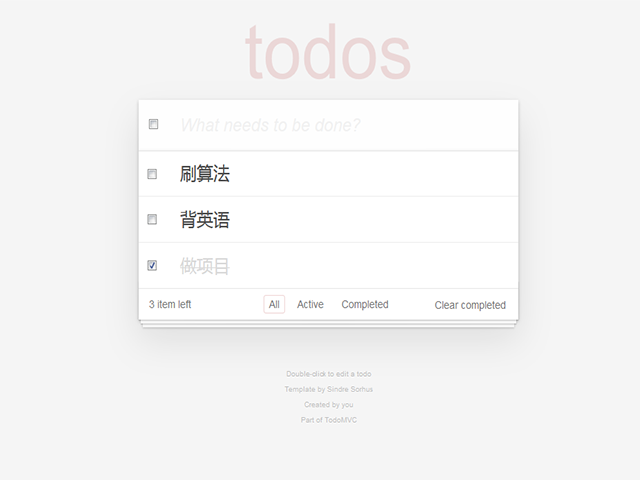 todos
What needs to be done?
刷算法
背英语
做项目
3 item left All Active Completed Clear completed
Double-click to edit a todo
Template by Sindre Sorhus
Created by you
Part of TodoMVC